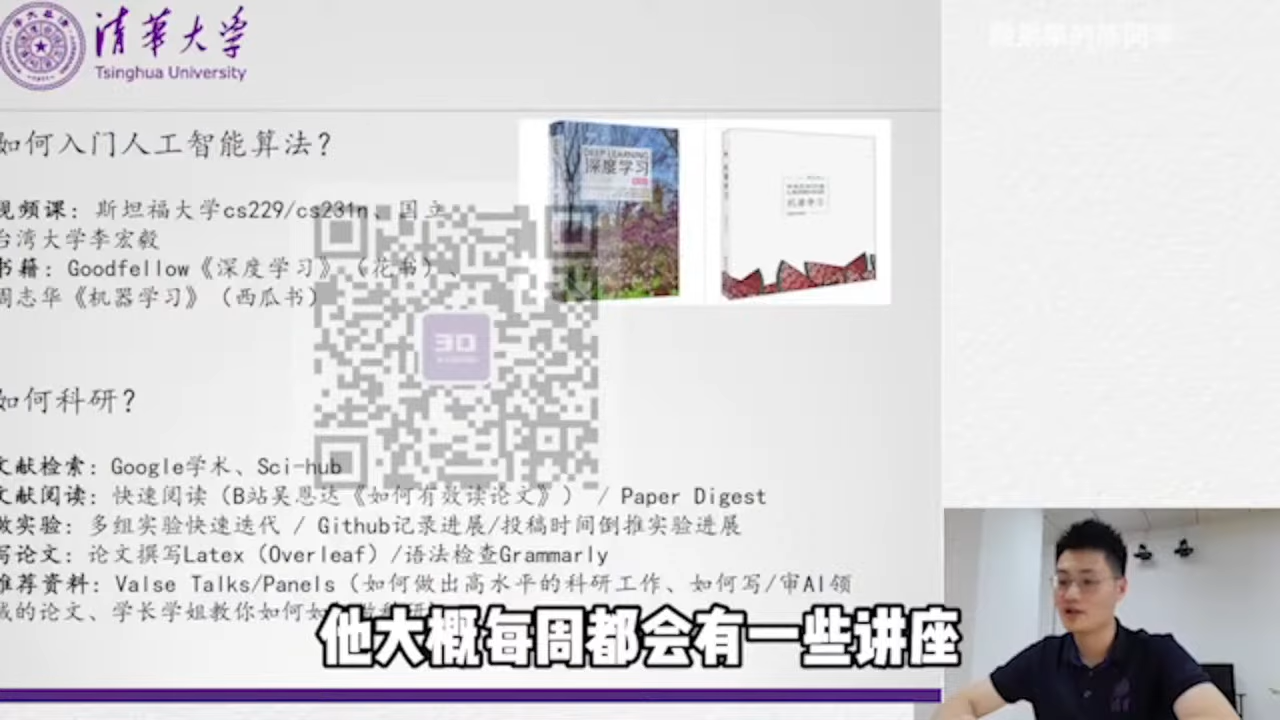 清华大学
Tsinghua University
如何入门人工智能算法？
视频课：斯坦福大学cs229/cs231n、国立
台湾大学李宏毅
书籍：Goodfellow《深度学习》（花书）、
周志华《机器学习》（西瓜书）
DEEP LEARNING
深度学习
机器学习
3D
如何科研？
文献检索：Google学术、Sci-hub
文献阅读：快速阅读（B站吴恩达《如何有效读论文》） / Paper Digest
做实验：多组实验快速迭代 / Github记录进展/投稿时间倒推实验进展
写论文：论文撰写Latex（Overleaf）/语法检查Grammarly
推荐资料：Valse Talks/Panels（如何做出高水平的科研工作、如何写/审AI领
域的论文、学长学姐教你如何
他大概每周都会有一些讲座